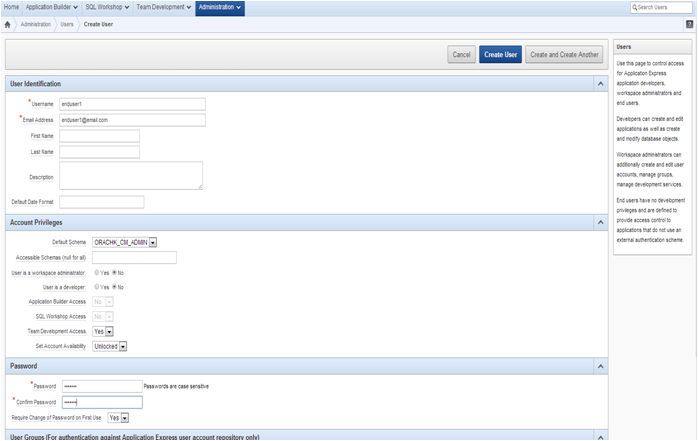 Home Application Builder SQL Workshop Team Development Administration Search Users
Administration Users Create User ?
Cancel Create User Create and Create Another
User Identification
* Username enduser1
* Email Address enduser1@email.com
First Name
Last Name
Description
Default Date Format
Account Privileges
Default Schema ORACHK_CM_ADMIN
Accessible Schemas (null for all)
User is a workspace administrator: Yes No
User is a developer: Yes No
Application Builder Access No
SQL Workshop Access No
Team Development Access Yes
Set Account Availability Unlocked
Password
* Password ••••••• Passwords are case sensitive
* Confirm Password •••••••
Require Change of Password on First Use Yes
User Groups (For authentication against Application Express user account repository only)
Users
Use this page to control access
for Application Express
application developers,
workspace administrators and
end users.
Developers can create and edit
applications as well as create
and modify database objects.
Workspace administrators can
additionally create and edit user
accounts, manage groups,
manage development services.
End users have no development
privileges and are defined to
provide access control to
applications that do not use an
external authentication scheme.